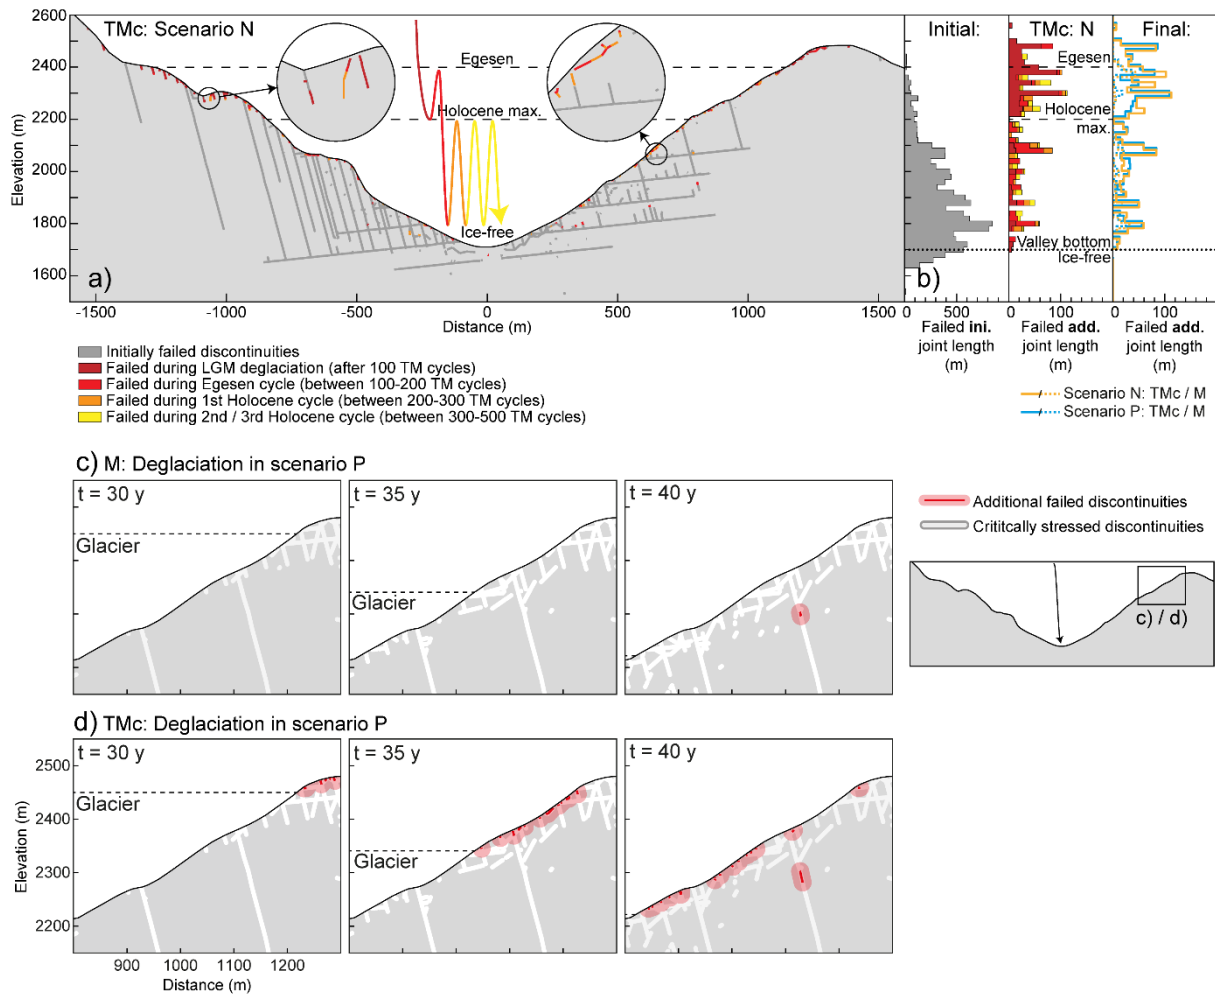 TMc: Scenario N
Initial:
TMc: N
Final:
2600
2400
2200
2000
1800
1600
Elevation (m)
Egesen
Holocene max.
Ice-free
a)
-1500
-1000
-500
0
500
1000
1500
Distance (m)
Egesen
Holocene
max.
Valley bottom
Ice-free
b)
0
500
0
100
0
100
Failed ini.
joint length
(m)
Failed add.
joint length
(m)
Failed add.
joint length
(m)
Scenario N: TMc / M
Scenario P: TMc / M
Initially failed discontinuities
Failed during LGM deglaciation (after 100 TM cycles)
Failed during Egesen cycle (between 100-200 TM cycles)
Failed during 1st Holocene cycle (between 200-300 TM cycles)
Failed during 2nd / 3rd Holocene cycle (between 300-500 TM cycles)
c) M: Deglaciation in scenario P
t = 30 y
Glacier
t = 35 y
Glacier
t = 40 y
Additional failed discontinuities
Crititcally stressed discontinuities
c) / d)
d) TMc: Deglaciation in scenario P
t = 30 y
Glacier
t = 35 y
Glacier
t = 40 y
2500
2400
2300
2200
Elevation (m)
900
1000
1100
1200
Distance (m)